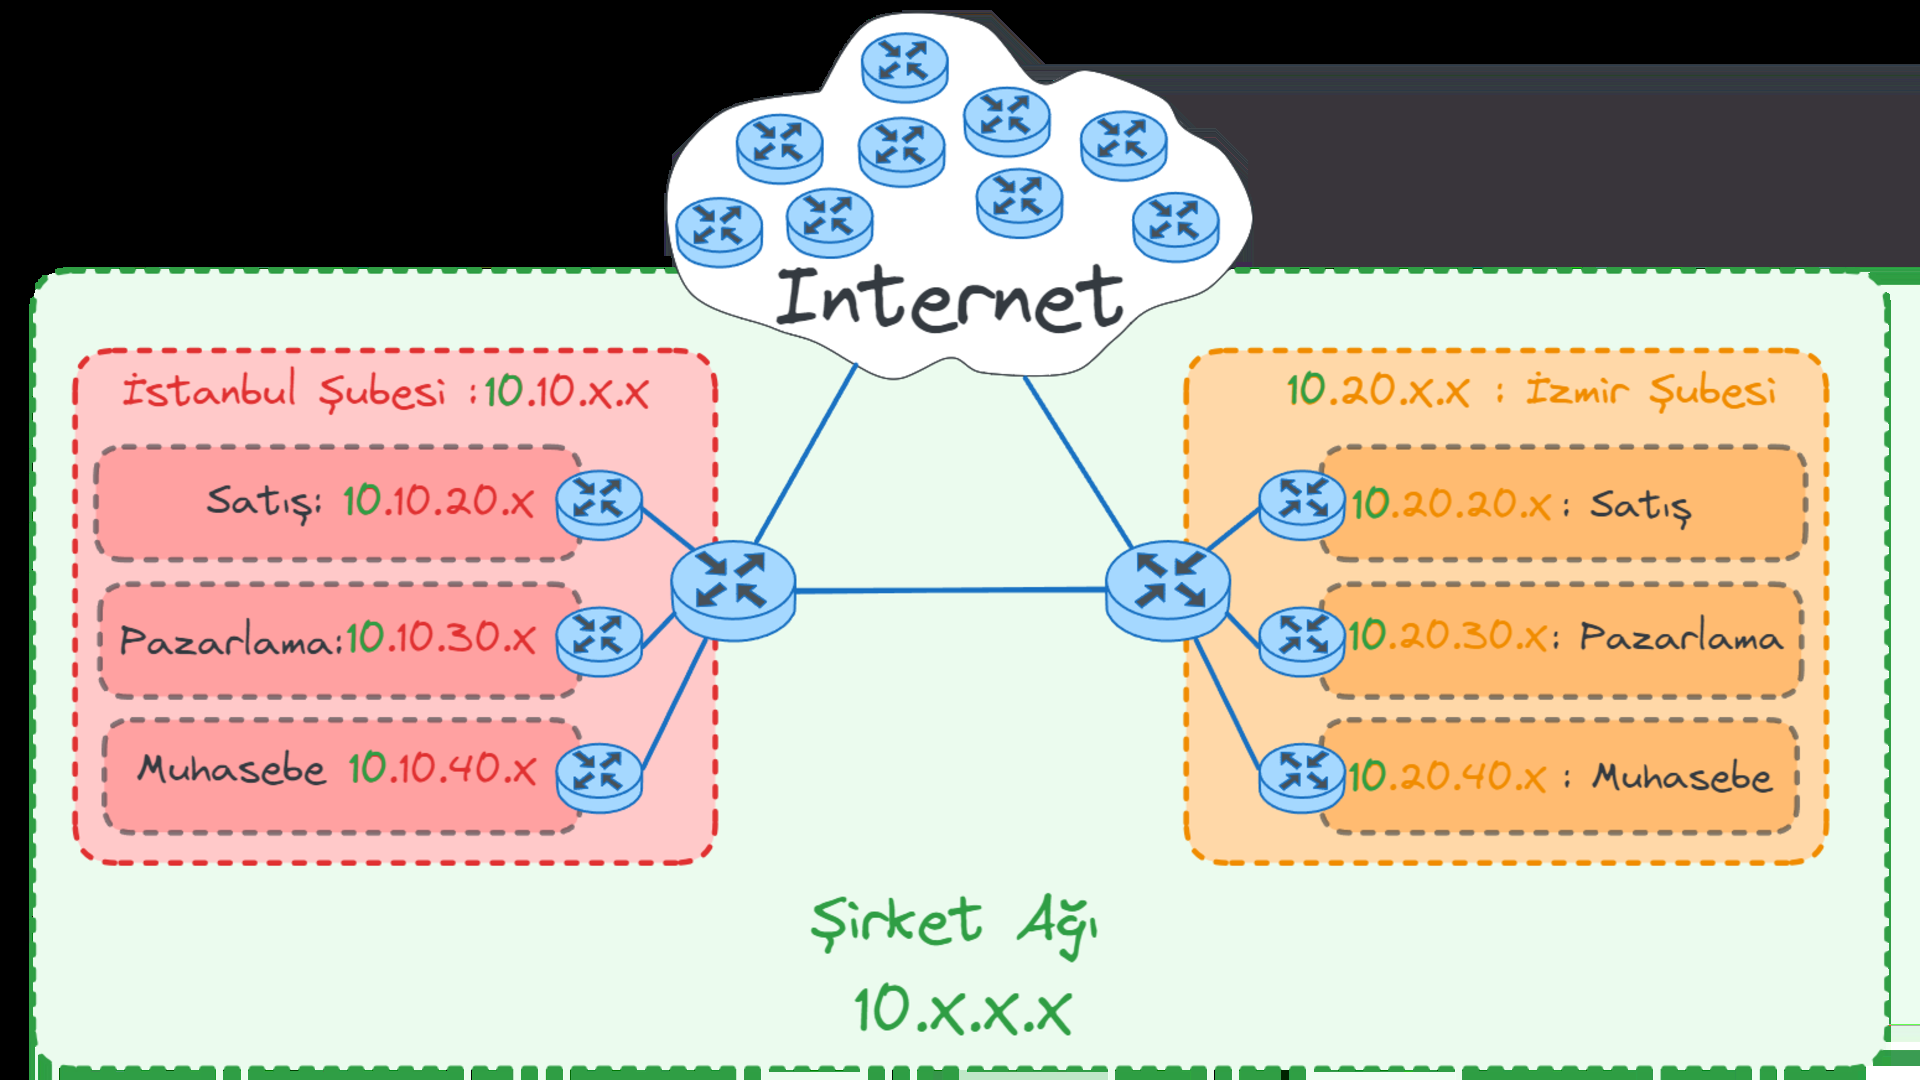 Internet
İstanbul Şubesi :10.10.x.x
Satış: 10.10.20.x
Pazarlama:10.10.30.x
Muhasebe 10.10.40.x
10.20.x.x : İzmir Şubesi
10.20.20.x : Satış
10.20.30.x: Pazarlama
10.20.40.x : Muhasebe
Şirket Ağı
10.x.x.x